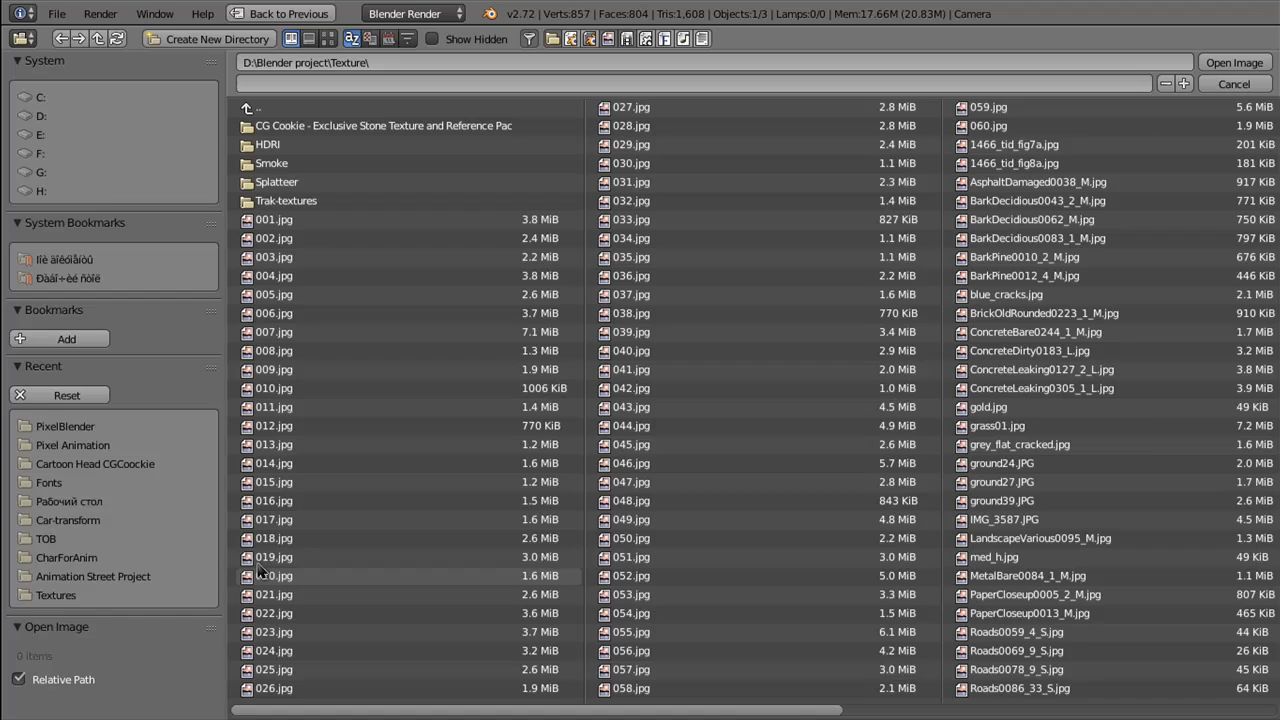 File Render Window Help Back to Previous Blender Render v2.72 | Verts:857 | Faces:804 | Tris:1,608 | Objects:1/3 | Lamps:0/0 | Mem:17.66M (20.83M) | Camera
Create New Directory Show Hidden
System
C:
D:
E:
F:
G:
H:
System Bookmarks
Ìîè äîêóìåíòû
Ðàáî÷èé ñòîë
Bookmarks
Add
Recent
Reset
PixelBlender
Pixel Animation
Cartoon Head CGCoockie
Fonts
Рабочий стол
Car-transform
TOB
CharForAnim
Animation Street Project
Textures
Open Image
0 items
Relative Path
D:\Blender project\Texture\ Open Image
Cancel
..
CG Cookie - Exclusive Stone Texture and Reference Pac
HDRI
Smoke
Splatteer
Trak-textures
001.jpg 3.8 MiB
002.jpg 2.4 MiB
003.jpg 2.2 MiB
004.jpg 3.8 MiB
005.jpg 2.6 MiB
006.jpg 3.7 MiB
007.jpg 7.1 MiB
008.jpg 1.3 MiB
009.jpg 1.9 MiB
010.jpg 1006 KiB
011.jpg 1.4 MiB
012.jpg 770 KiB
013.jpg 1.2 MiB
014.jpg 1.6 MiB
015.jpg 1.2 MiB
016.jpg 1.5 MiB
017.jpg 1.6 MiB
018.jpg 2.6 MiB
019.jpg 3.0 MiB
020.jpg 1.6 MiB
021.jpg 2.6 MiB
022.jpg 3.6 MiB
023.jpg 3.7 MiB
024.jpg 3.2 MiB
025.jpg 2.6 MiB
026.jpg 1.9 MiB
027.jpg 2.8 MiB
028.jpg 2.8 MiB
029.jpg 2.4 MiB
030.jpg 1.1 MiB
031.jpg 2.3 MiB
032.jpg 1.4 MiB
033.jpg 827 KiB
034.jpg 1.1 MiB
035.jpg 1.1 MiB
036.jpg 2.2 MiB
037.jpg 1.6 MiB
038.jpg 770 KiB
039.jpg 3.4 MiB
040.jpg 2.9 MiB
041.jpg 2.0 MiB
042.jpg 1.0 MiB
043.jpg 4.5 MiB
044.jpg 4.9 MiB
045.jpg 2.6 MiB
046.jpg 5.7 MiB
047.jpg 2.8 MiB
048.jpg 843 KiB
049.jpg 4.8 MiB
050.jpg 2.2 MiB
051.jpg 3.0 MiB
052.jpg 5.0 MiB
053.jpg 3.3 MiB
054.jpg 1.5 MiB
055.jpg 6.1 MiB
056.jpg 4.2 MiB
057.jpg 3.0 MiB
058.jpg 2.1 MiB
059.jpg 5.6 MiB
060.jpg 1.9 MiB
1466_tid_fig7a.jpg 201 KiB
1466_tid_fig8a.jpg 181 KiB
AsphaltDamaged0038_M.jpg 917 KiB
BarkDecidious0043_2_M.jpg 771 KiB
BarkDecidious0062_M.jpg 750 KiB
BarkDecidious0083_1_M.jpg 797 KiB
BarkPine0010_2_M.jpg 676 KiB
BarkPine0012_4_M.jpg 446 KiB
blue_cracks.jpg 2.1 MiB
BrickOldRounded0223_1_M.jpg 910 KiB
ConcreteBare0244_1_M.jpg 1.7 MiB
ConcreteDirty0183_L.jpg 3.2 MiB
ConcreteLeaking0127_2_L.jpg 3.6 MiB
ConcreteLeaking0305_1_L.jpg 3.9 MiB
gold.jpg 49 KiB
grass01.jpg 7.2 MiB
grey_flat_cracked.jpg 1.6 MiB
ground24.JPG 2.0 MiB
ground27.JPG 1.7 MiB
ground39.JPG 2.6 MiB
IMG_3587.JPG 4.5 MiB
LandscapeVarious0095_M.jpg 1.3 MiB
med_h.jpg 49 KiB
MetalBare0084_1_M.jpg 1.1 MiB
PaperCloseup0005_2_M.jpg 807 KiB
PaperCloseup0013_M.jpg 465 KiB
Roads0059_4_S.jpg 44 KiB
Roads0069_9_S.jpg 26 KiB
Roads0078_9_S.jpg 45 KiB
Roads0086_33_S.jpg 64 KiB